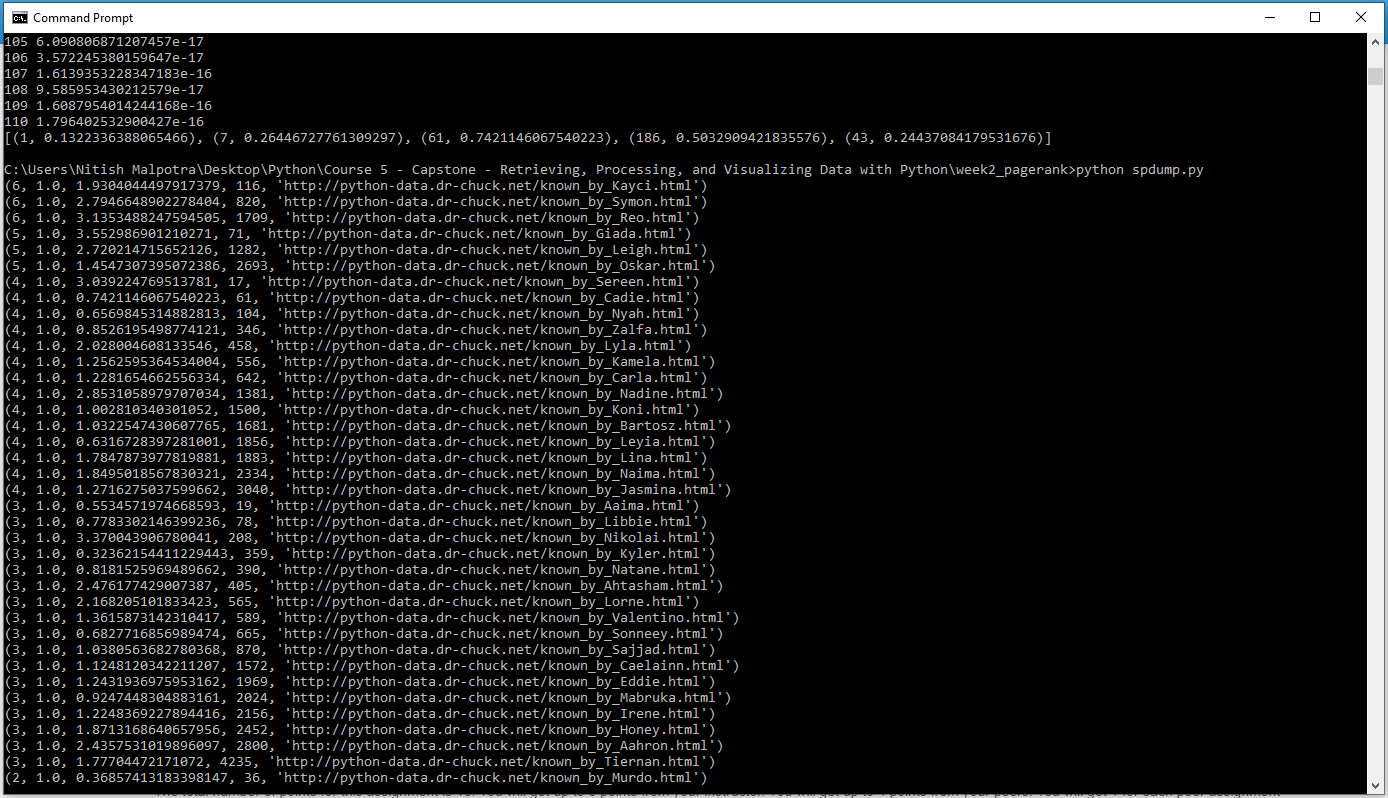 Command Prompt
105 6.090806871207457e-17
106 3.572245380159647e-17
107 1.6139353228347183e-16
108 9.585953430212579e-17
109 1.6087954014244168e-16
110 1.796402532900427e-16
[(1, 0.1322336388065466), (7, 0.26446727761309297), (61, 0.7421146067540223), (186, 0.5032909421835576), (43, 0.24437084179531676)]
C:\Users\Nitish Malpotra\Desktop\Python\Course 5 - Capstone - Retrieving, Processing, and Visualizing Data with Python\week2_pagerank>python spdump.py
(6, 1.0, 1.9304044497917379, 116, 'http://python-data.dr-chuck.net/known_by_Kayci.html')
(6, 1.0, 2.7946648902278404, 820, 'http://python-data.dr-chuck.net/known_by_Symon.html')
(6, 1.0, 3.1353488247594505, 1709, 'http://python-data.dr-chuck.net/known_by_Reo.html')
(5, 1.0, 3.552986901210271, 71, 'http://python-data.dr-chuck.net/known_by_Giada.html')
(5, 1.0, 2.720214715652126, 1282, 'http://python-data.dr-chuck.net/known_by_Leigh.html')
(5, 1.0, 1.4547307395072386, 2693, 'http://python-data.dr-chuck.net/known_by_Oskar.html')
(4, 1.0, 3.039224769513781, 17, 'http://python-data.dr-chuck.net/known_by_Sereen.html')
(4, 1.0, 0.7421146067540223, 61, 'http://python-data.dr-chuck.net/known_by_Cadie.html')
(4, 1.0, 0.6569845314882813, 104, 'http://python-data.dr-chuck.net/known_by_Nyah.html')
(4, 1.0, 0.8526195498774121, 346, 'http://python-data.dr-chuck.net/known_by_Zalfa.html')
(4, 1.0, 2.028004608133546, 458, 'http://python-data.dr-chuck.net/known_by_Lyla.html')
(4, 1.0, 1.2562595364534004, 556, 'http://python-data.dr-chuck.net/known_by_Kamela.html')
(4, 1.0, 1.2281654662556334, 642, 'http://python-data.dr-chuck.net/known_by_Carla.html')
(4, 1.0, 2.8531058979707034, 1381, 'http://python-data.dr-chuck.net/known_by_Nadine.html')
(4, 1.0, 1.002810340301052, 1500, 'http://python-data.dr-chuck.net/known_by_Koni.html')
(4, 1.0, 1.0322547430607765, 1681, 'http://python-data.dr-chuck.net/known_by_Bartosz.html')
(4, 1.0, 0.6316728397281001, 1856, 'http://python-data.dr-chuck.net/known_by_Leyia.html')
(4, 1.0, 1.7847873977819881, 1883, 'http://python-data.dr-chuck.net/known_by_Lina.html')
(4, 1.0, 1.8495018567830321, 2334, 'http://python-data.dr-chuck.net/known_by_Naima.html')
(4, 1.0, 1.2716275037599662, 3040, 'http://python-data.dr-chuck.net/known_by_Jasmina.html')
(3, 1.0, 0.5534571974668593, 19, 'http://python-data.dr-chuck.net/known_by_Aaima.html')
(3, 1.0, 0.7783302146399236, 78, 'http://python-data.dr-chuck.net/known_by_Libbie.html')
(3, 1.0, 3.370043906780041, 208, 'http://python-data.dr-chuck.net/known_by_Nikolai.html')
(3, 1.0, 0.32362154411229443, 359, 'http://python-data.dr-chuck.net/known_by_Kyler.html')
(3, 1.0, 0.8181525969489662, 390, 'http://python-data.dr-chuck.net/known_by_Natane.html')
(3, 1.0, 2.476177429007387, 405, 'http://python-data.dr-chuck.net/known_by_Ahtasham.html')
(3, 1.0, 2.168205101833423, 565, 'http://python-data.dr-chuck.net/known_by_Lorne.html')
(3, 1.0, 1.3615873142310417, 589, 'http://python-data.dr-chuck.net/known_by_Valentino.html')
(3, 1.0, 0.6827716856989474, 665, 'http://python-data.dr-chuck.net/known_by_Sonneey.html')
(3, 1.0, 1.0380563682780368, 870, 'http://python-data.dr-chuck.net/known_by_Sajjad.html')
(3, 1.0, 1.1248120342211207, 1572, 'http://python-data.dr-chuck.net/known_by_Caelainn.html')
(3, 1.0, 1.2431936975953162, 1969, 'http://python-data.dr-chuck.net/known_by_Eddie.html')
(3, 1.0, 0.9247448304883161, 2024, 'http://python-data.dr-chuck.net/known_by_Mabruka.html')
(3, 1.0, 1.2248369227894416, 2156, 'http://python-data.dr-chuck.net/known_by_Irene.html')
(3, 1.0, 1.8713168640657956, 2452, 'http://python-data.dr-chuck.net/known_by_Honey.html')
(3, 1.0, 2.4357531019896097, 2800, 'http://python-data.dr-chuck.net/known_by_Aahron.html')
(3, 1.0, 1.77704472171072, 4235, 'http://python-data.dr-chuck.net/known_by_Tiernan.html')
(2, 1.0, 0.36857413183398147, 36, 'http://python-data.dr-chuck.net/known_by_Murdo.html')